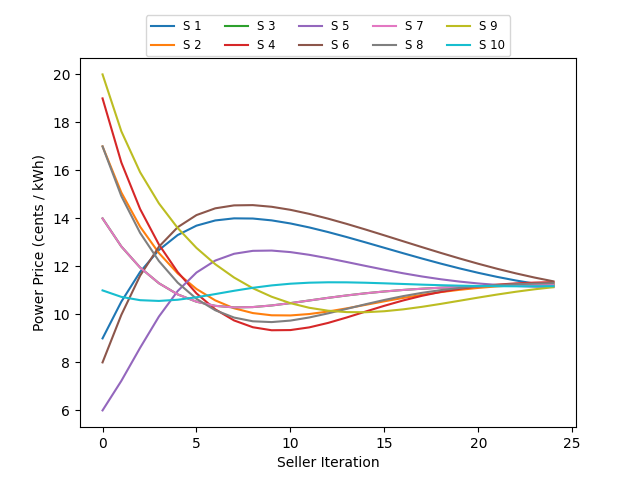 S 1 S 3 S 5 S 7 S 9
S 2 S 4 S 6 S 8 S 10
20
18
16
14
12
10
8
6
Power Price (cents / kWh)
0 5 10 15 20 25
Seller Iteration